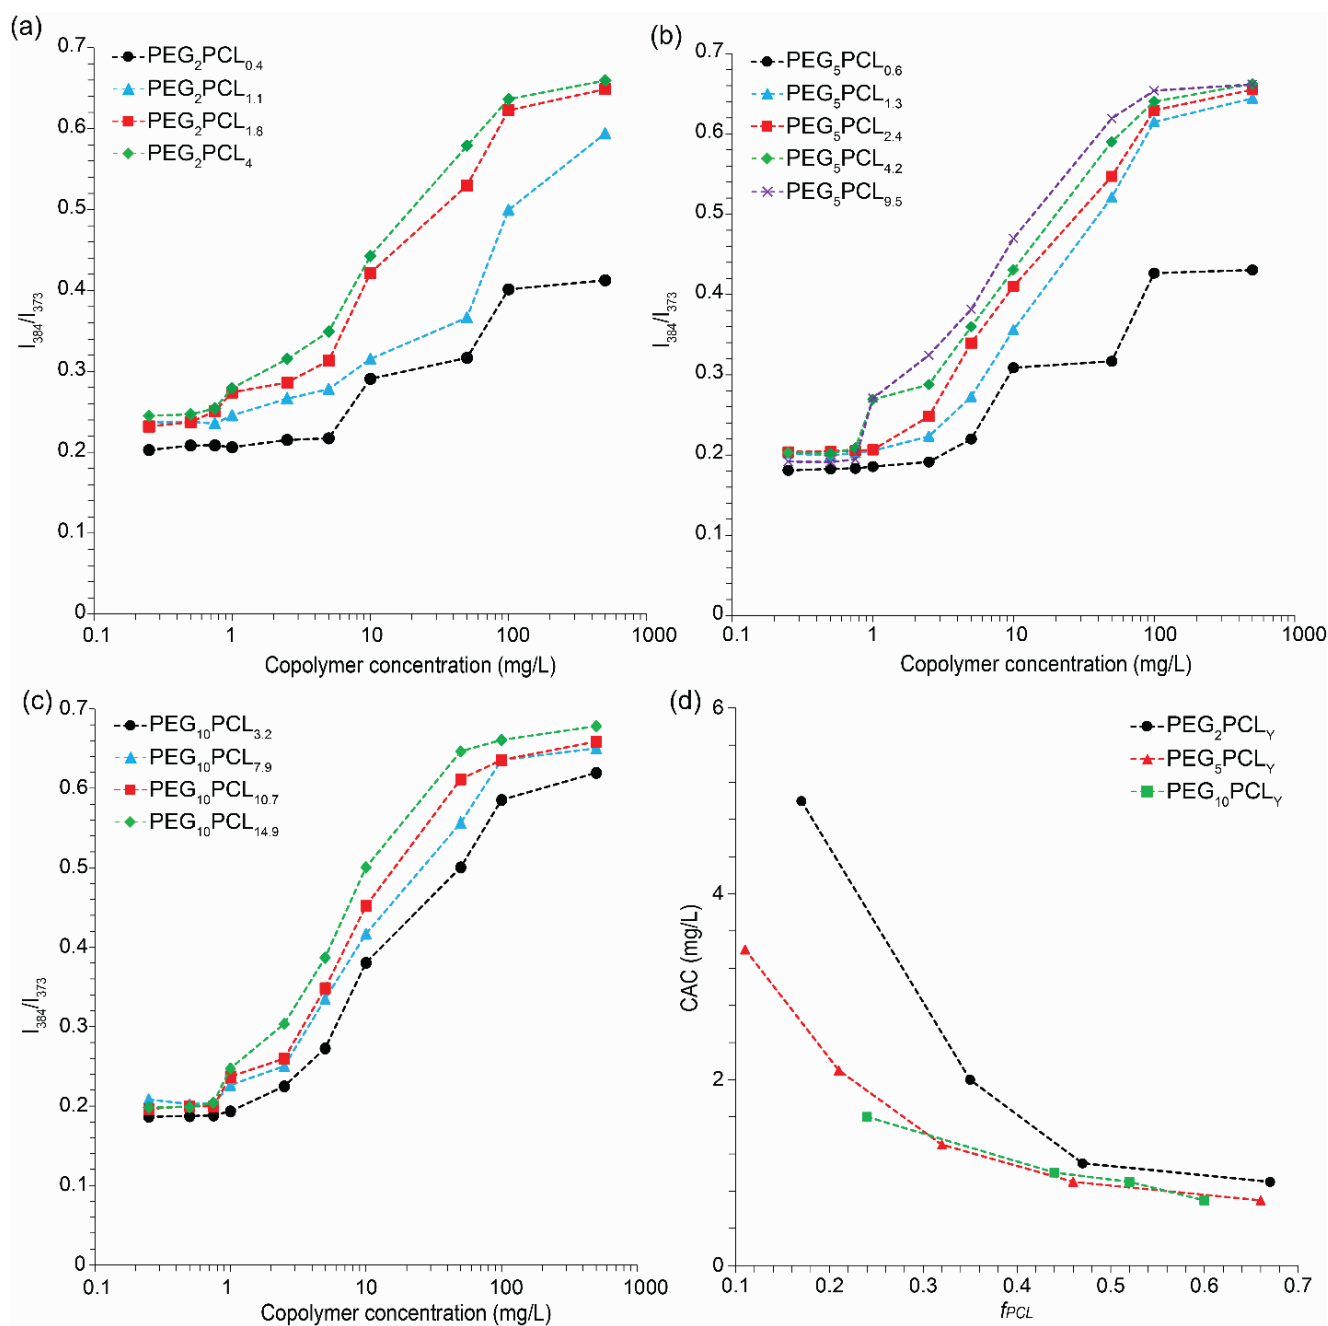 (a)
PEG2PCL0.4
PEG2PCL1.1
PEG2PCL1.8
PEG2PCL4
0.7
0.6
0.5
0.4
0.3
0.2
0.1
0
I384/I373
0.1 1 10 100 1000
Copolymer concentration (mg/L)
(b)
PEG5PCL0.6
PEG5PCL1.3
PEG5PCL2.4
PEG5PCL4.2
PEG5PCL9.5
0.7
0.6
0.5
0.4
0.3
0.2
0.1
0
I384/I373
0.1 1 10 100 1000
Copolymer concentration (mg/L)
(c)
PEG10PCL3.2
PEG10PCL7.9
PEG10PCL10.7
PEG10PCL14.9
0.7
0.6
0.5
0.4
0.3
0.2
0.1
0
I384/I373
0.1 1 10 100 1000
Copolymer concentration (mg/L)
(d)
PEG2PCLY
PEG5PCLY
PEG10PCLY
6
4
2
0
CAC (mg/L)
0.1 0.2 0.3 0.4 0.5 0.6 0.7
fPCL